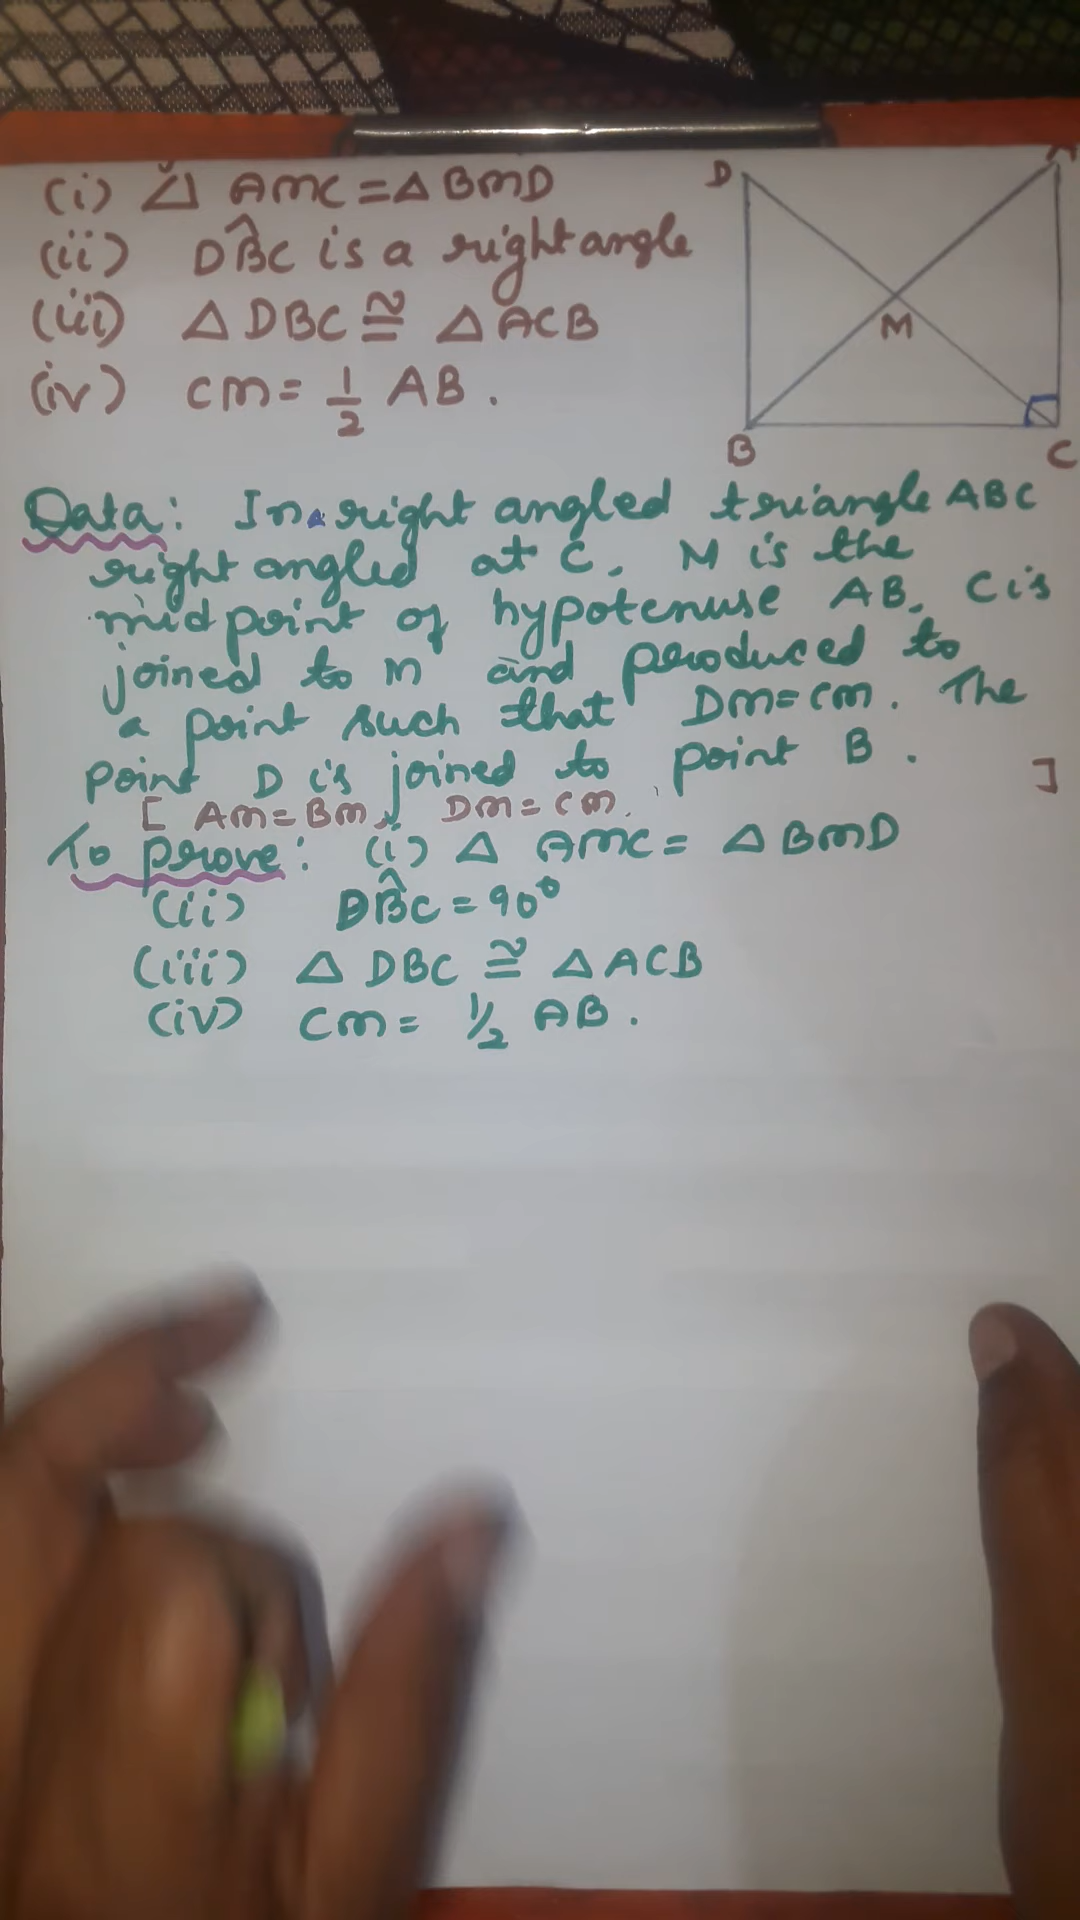 (i) △ AMC = △ BMD
(ii) DB̂C is a right angle
(iii) △ DBC ≅ △ ACB
(iv) CM = 1/2 AB.
D
A
M
B
C
Data: In a right angled triangle ABC
right angled at C, M is the
midpoint of hypotenuse AB. C is
joined to M and produced to
a point such that DM = CM. The
point D is joined to point B.
[ AM = BM, DM = CM. ]
To prove: (i) △ AMC = △ BMD
(ii) DB̂C = 90°
(iii) △ DBC ≅ △ ACB
(iv) CM = 1/2 AB.